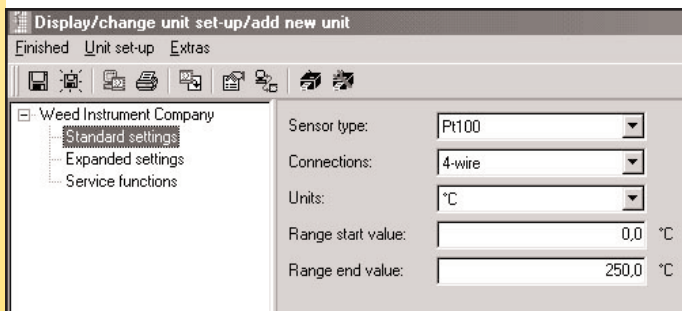 Display/change unit set-up/add new unit
Finished Unit set-up Extras
Weed Instrument Company
Standard settings
Expanded settings
Service functions
Sensor type: Pt100
Connections: 4-wire
Units: °C
Range start value: 0,0 °C
Range end value: 250,0 °C